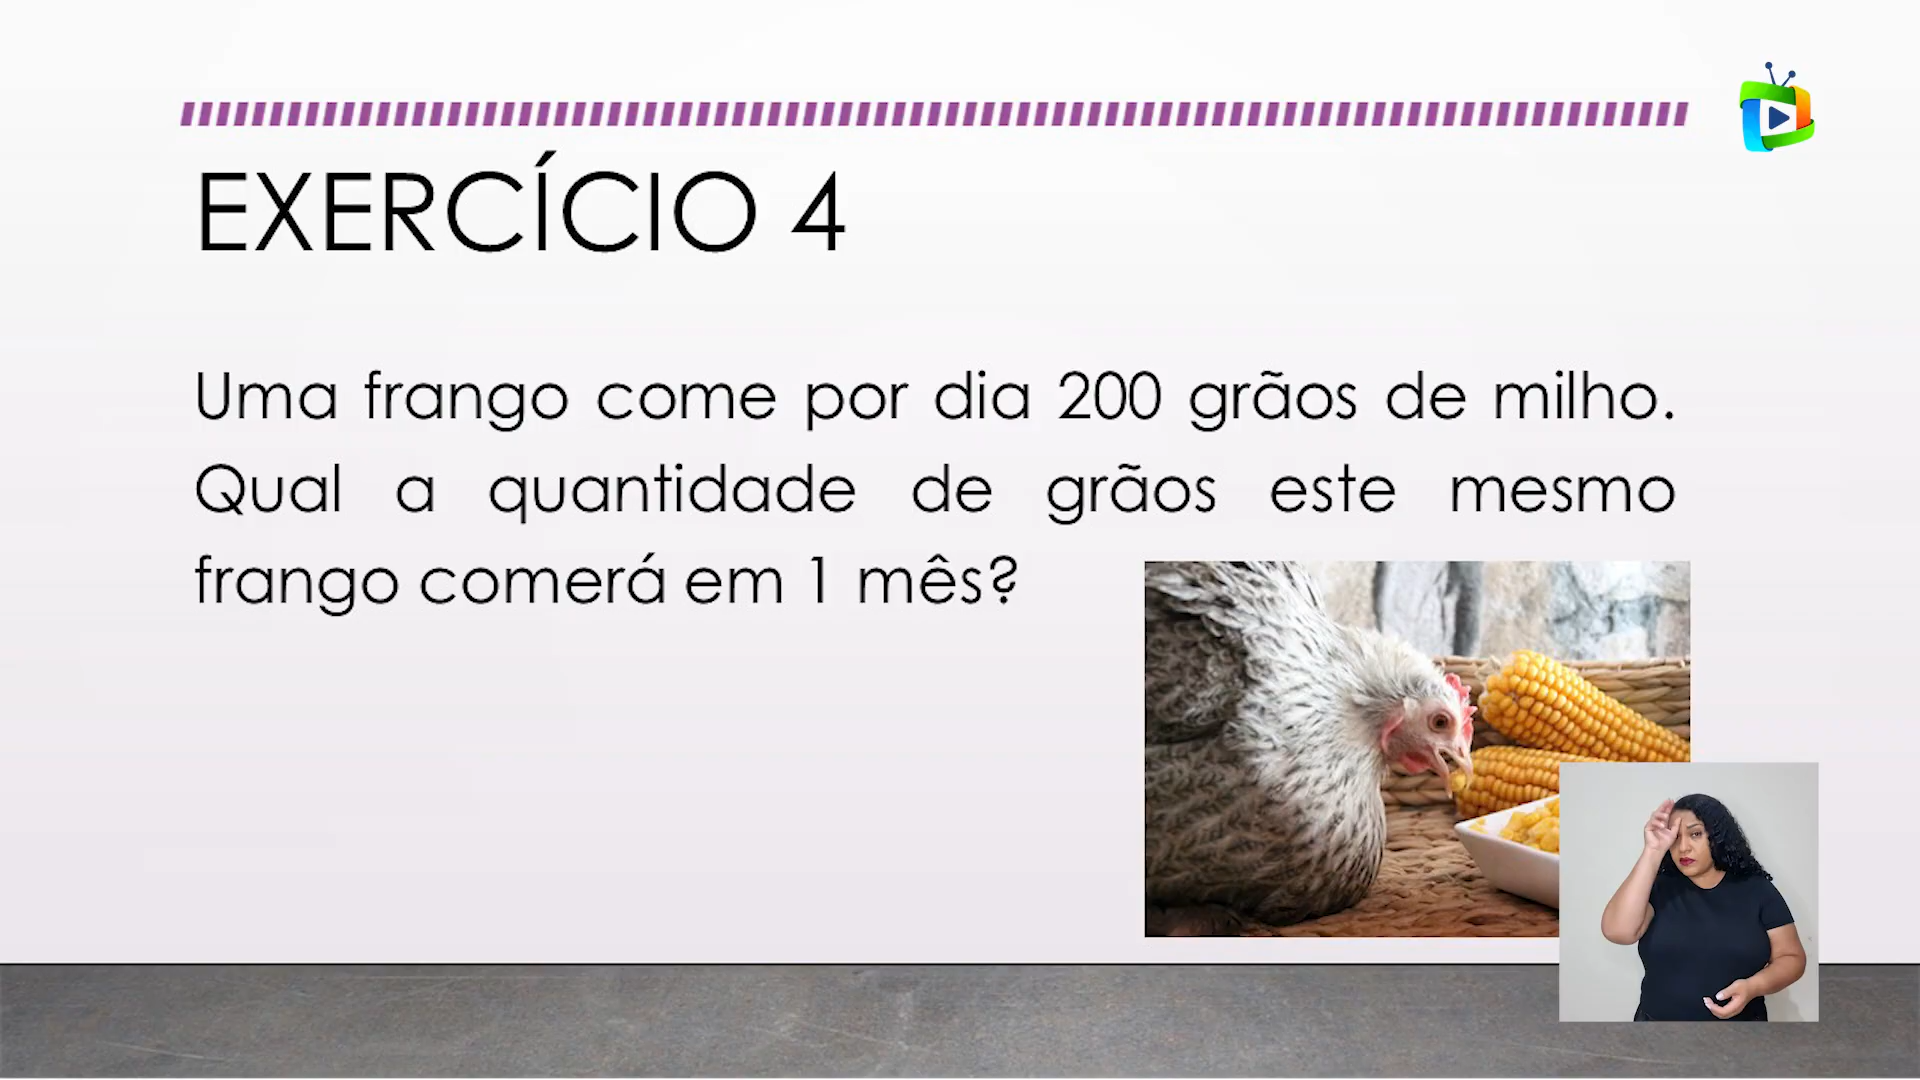 EXERCÍCIO 4
Uma frango come por dia 200 grãos de milho.
Qual a quantidade de grãos este mesmo
frango comerá em 1 mês?